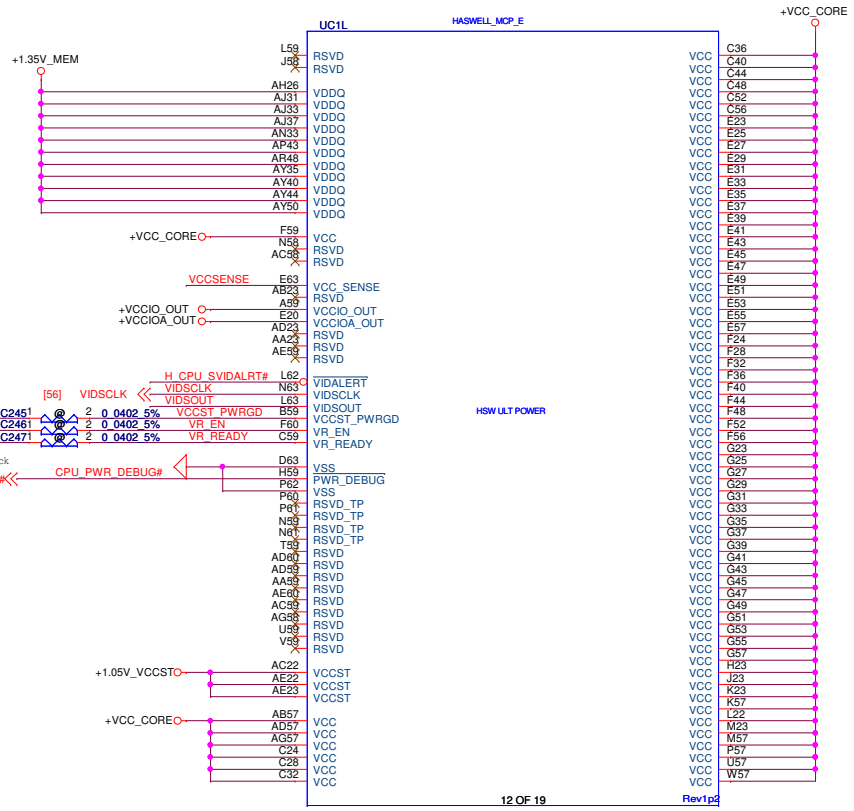 UC1L
HASWELL_MCP_E
+VCC_CORE
+1.35V_MEM
L59 RSVD
J58 RSVD
AH26 VDDQ
AJ31 VDDQ
AJ33 VDDQ
AJ37 VDDQ
AN33 VDDQ
AP43 VDDQ
AR48 VDDQ
AY35 VDDQ
AY40 VDDQ
AY44 VDDQ
AY50 VDDQ
+VCC_CORE F59 VCC
N58 RSVD
AC58 RSVD
VCCSENSE E63 VCC_SENSE
AB23 RSVD
+VCCIO_OUT A59 VCCIO_OUT
+VCCIOA_OUT E20 VCCIOA_OUT
AD23 RSVD
AA23 RSVD
AE59 RSVD
H_CPU_SVIDALRT# L62 VIDALERT
[56] VIDSCLK VIDSCLK N63 VIDSCLK
VIDSOUT L63 VIDSOUT
C245 1 @ 2 0_0402_5% VCCST_PWRGD B59 VCCST_PWRGD
C246 1 @ 2 0_0402_5% VR_EN F60 VR_EN
C247 1 @ 2 0_0402_5% VR_READY C59 VR_READY
ck
D63 VSS
# CPU_PWR_DEBUG# H59 PWR_DEBUG
P62 VSS
P60 RSVD_TP
P61 RSVD_TP
N59 RSVD_TP
N61 RSVD_TP
T59 RSVD
AD60 RSVD
AD59 RSVD
AA59 RSVD
AE60 RSVD
AC59 RSVD
AG58 RSVD
U59 RSVD
V59 RSVD
+1.05V_VCCST AC22 VCCST
AE22 VCCST
AE23 VCCST
+VCC_CORE AB57 VCC
AD57 VCC
AG57 VCC
C24 VCC
C28 VCC
C32 VCC
HSW ULT POWER
VCC C36
VCC C40
VCC C44
VCC C48
VCC C52
VCC C56
VCC E23
VCC E25
VCC E27
VCC E29
VCC E31
VCC E33
VCC E35
VCC E37
VCC E39
VCC E41
VCC E43
VCC E45
VCC E47
VCC E49
VCC E51
VCC E53
VCC E55
VCC E57
VCC F24
VCC F28
VCC F32
VCC F36
VCC F40
VCC F44
VCC F48
VCC F52
VCC F56
VCC G23
VCC G25
VCC G27
VCC G29
VCC G31
VCC G33
VCC G35
VCC G37
VCC G39
VCC G41
VCC G43
VCC G45
VCC G47
VCC G49
VCC G51
VCC G53
VCC G55
VCC G57
VCC H23
VCC J23
VCC K23
VCC K57
VCC L22
VCC M23
VCC M57
VCC P57
VCC U57
VCC W57
12 OF 19
Rev1p2